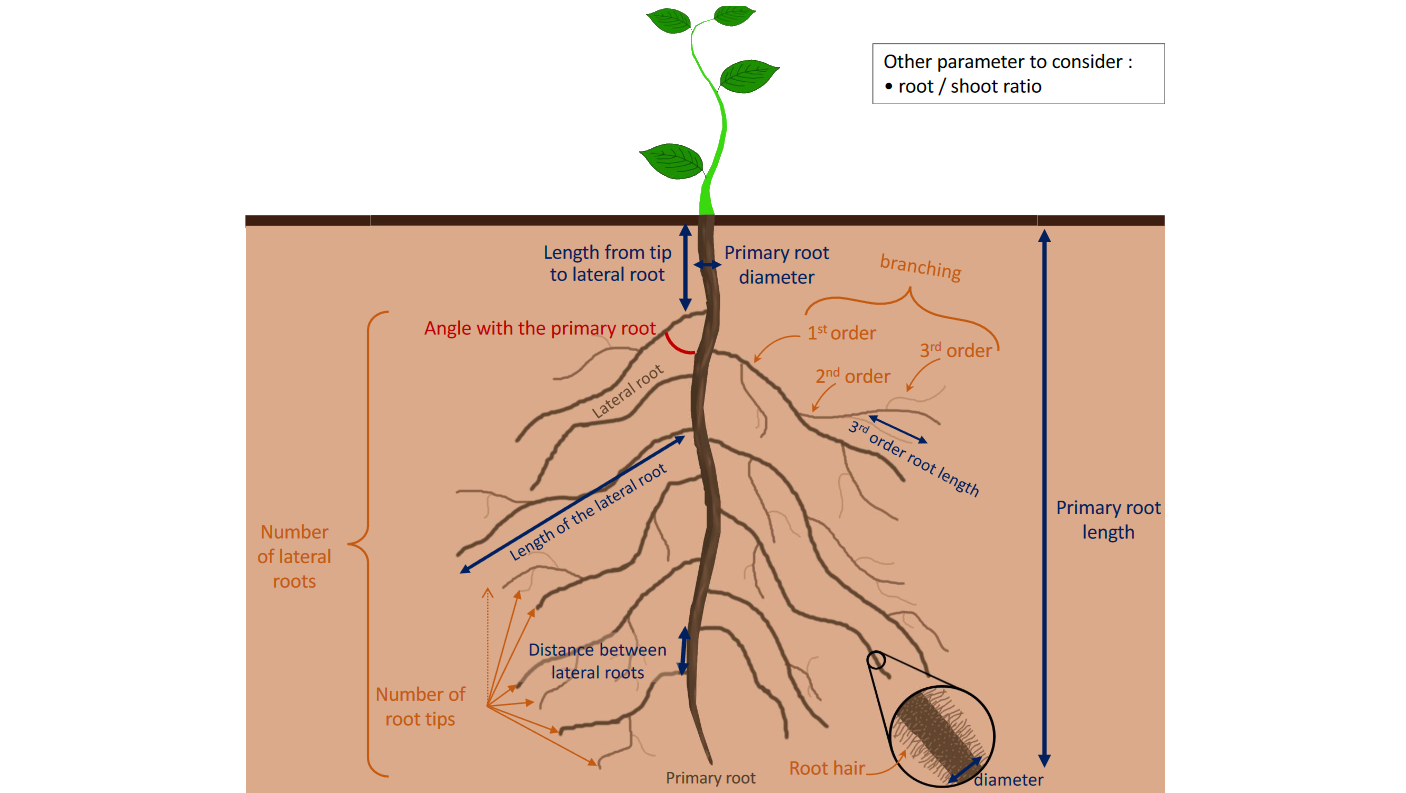 Other parameter to consider :
• root / shoot ratio
Length from tip
to lateral root
Primary root
diameter
branching
Angle with the primary root
1st order
2nd order
3rd order
Lateral root
3rd order root length
Length of the lateral root
Primary root
length
Number
of lateral
roots
Distance between
lateral roots
Number of
root tips
Root hair
diameter
Primary root